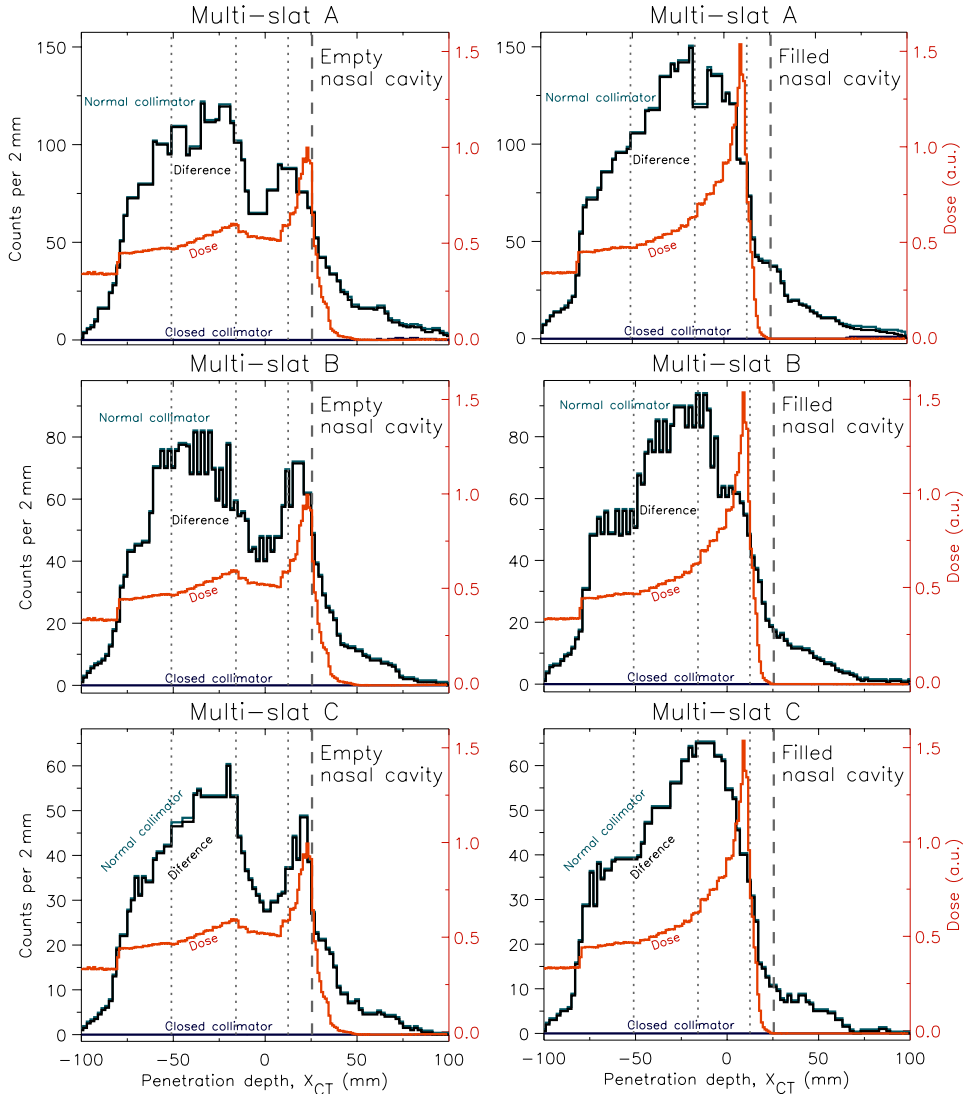 Multi-slat A
Counts per 2 mm
150
100
50
0
Normal collimator
Diference
Dose
Closed collimator
Empty
nasal cavity
1.5
1.0
0.5
0.0
Multi-slat A
150
100
50
0
Normal collimator
Diference
Dose
Closed collimator
Filled
nasal cavity
1.5
1.0
0.5
0.0
Dose (a.u.)
Multi-slat B
Counts per 2 mm
80
60
40
20
0
Normal collimator
Diference
Dose
Closed collimator
Empty
nasal cavity
1.5
1.0
0.5
0.0
Multi-slat B
80
60
40
20
0
Normal collimator
Diference
Dose
Closed collimator
Filled
nasal cavity
1.5
1.0
0.5
0.0
Dose (a.u.)
Multi-slat C
Counts per 2 mm
60
50
40
30
20
10
0
Normal collimator
Diference
Dose
Closed collimator
Empty
nasal cavity
1.5
1.0
0.5
0.0
−100 −50 0 50 100
Penetration depth, X_CT (mm)
Multi-slat C
60
50
40
30
20
10
0
Normal collimator
Diference
Dose
Closed collimator
Filled
nasal cavity
1.5
1.0
0.5
0.0
Dose (a.u.)
−100 −50 0 50 100
Penetration depth, X_CT (mm)